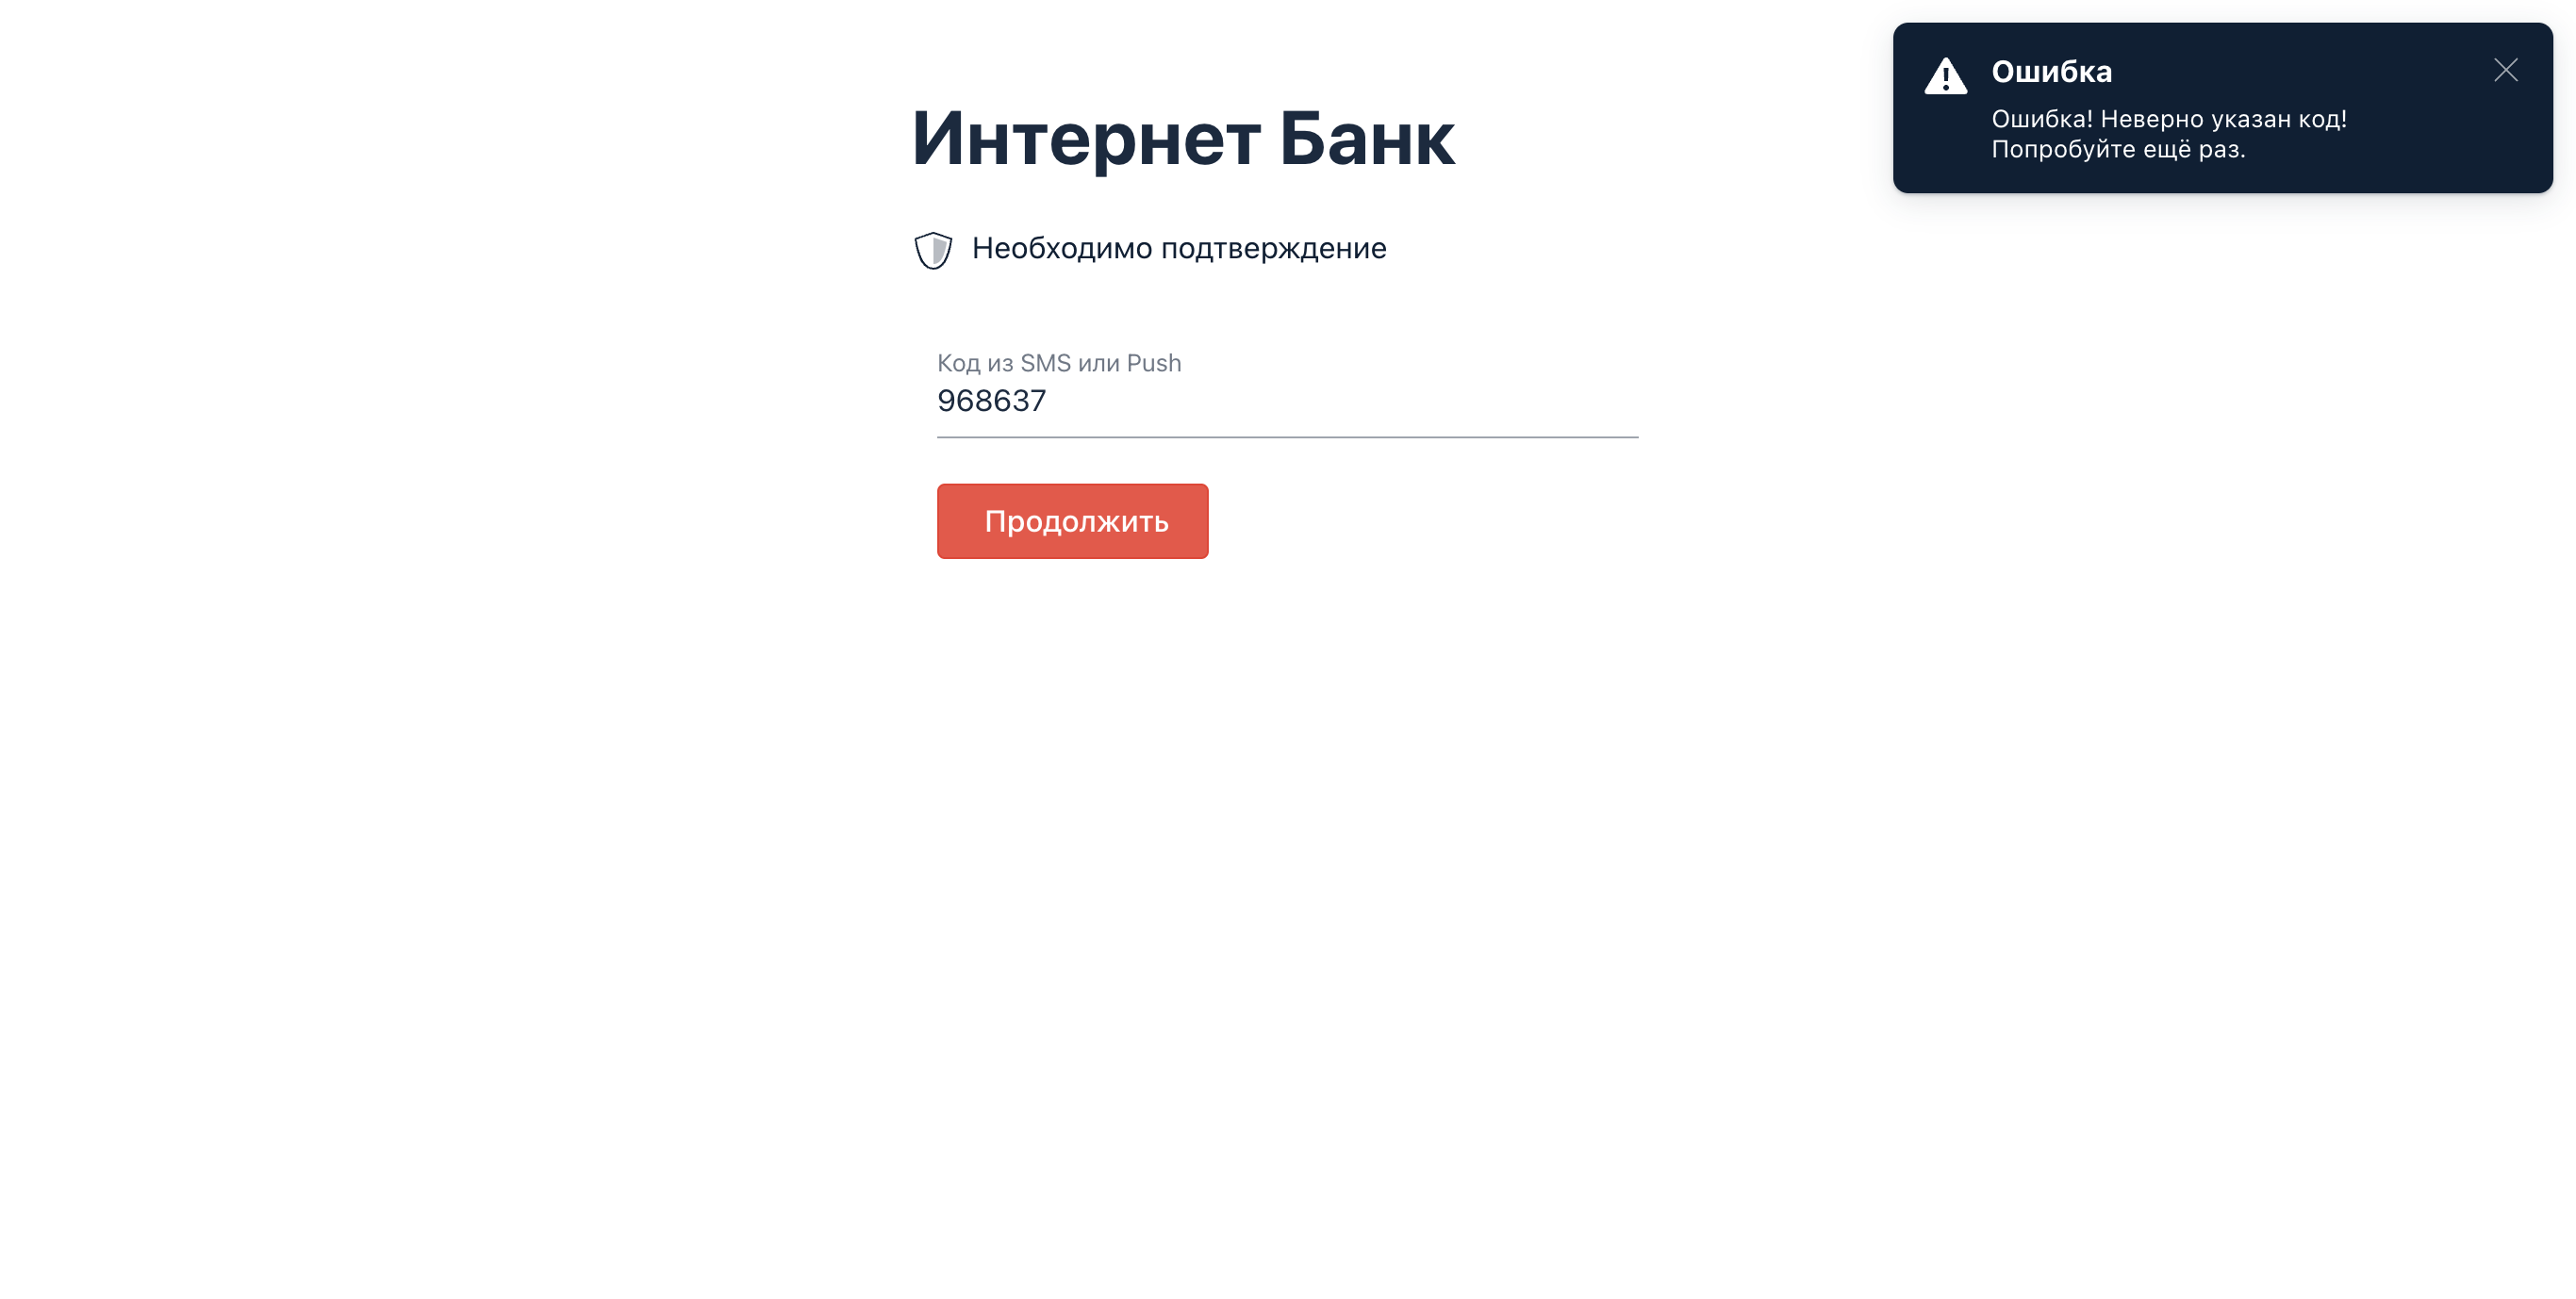 Интернет Банк
Необходимо подтверждение
Код из SMS или Push
968637
Продолжить
Ошибка
Ошибка! Неверно указан код!
Попробуйте ещё раз.